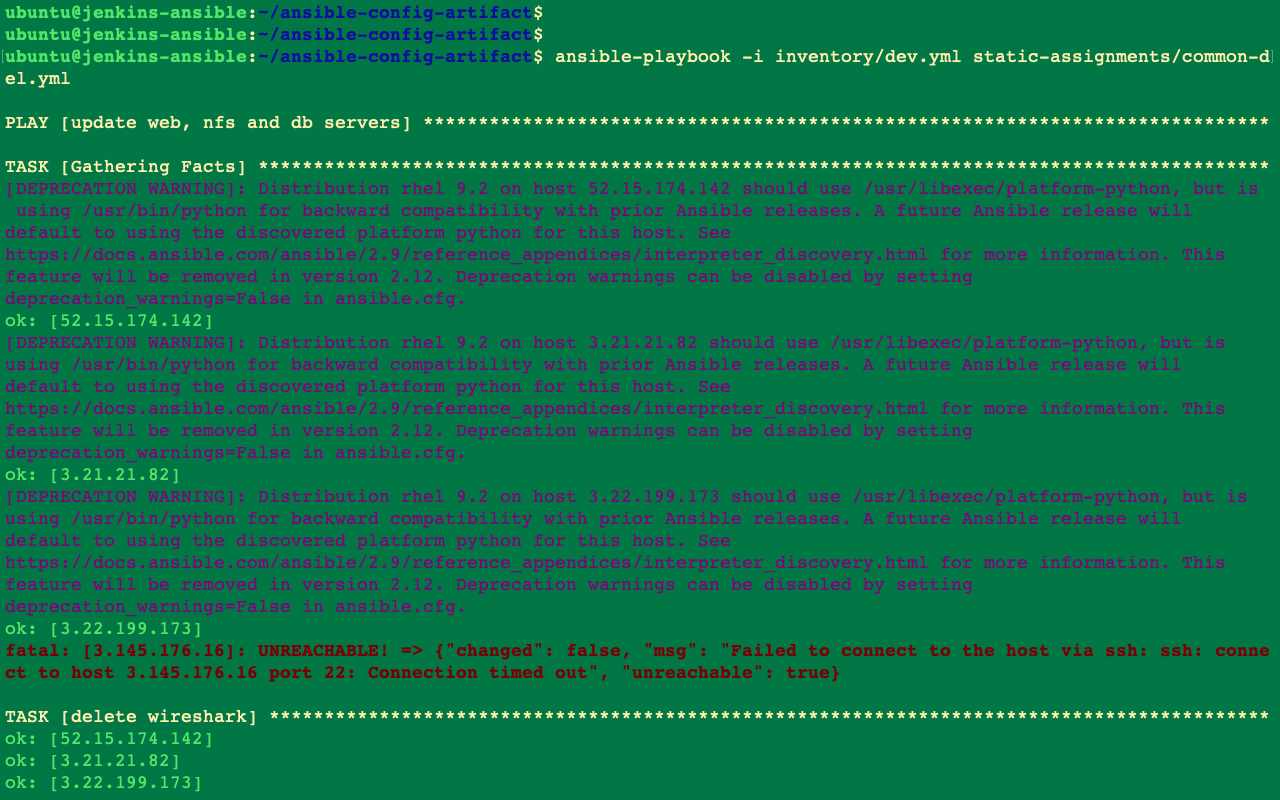 ubuntu@jenkins-ansible:~/ansible-config-artifact$
ubuntu@jenkins-ansible:~/ansible-config-artifact$
[ubuntu@jenkins-ansible:~/ansible-config-artifact$ ansible-playbook -i inventory/dev.yml static-assignments/common-d]
el.yml
PLAY [update web, nfs and db servers] *****************************************************************************
TASK [Gathering Facts] ********************************************************************************************
[DEPRECATION WARNING]: Distribution rhel 9.2 on host 52.15.174.142 should use /usr/libexec/platform-python, but is
 using /usr/bin/python for backward compatibility with prior Ansible releases. A future Ansible release will
default to using the discovered platform python for this host. See
https://docs.ansible.com/ansible/2.9/reference_appendices/interpreter_discovery.html for more information. This
feature will be removed in version 2.12. Deprecation warnings can be disabled by setting
deprecation_warnings=False in ansible.cfg.
ok: [52.15.174.142]
[DEPRECATION WARNING]: Distribution rhel 9.2 on host 3.21.21.82 should use /usr/libexec/platform-python, but is
using /usr/bin/python for backward compatibility with prior Ansible releases. A future Ansible release will
default to using the discovered platform python for this host. See
https://docs.ansible.com/ansible/2.9/reference_appendices/interpreter_discovery.html for more information. This
feature will be removed in version 2.12. Deprecation warnings can be disabled by setting
deprecation_warnings=False in ansible.cfg.
ok: [3.21.21.82]
[DEPRECATION WARNING]: Distribution rhel 9.2 on host 3.22.199.173 should use /usr/libexec/platform-python, but is
using /usr/bin/python for backward compatibility with prior Ansible releases. A future Ansible release will
default to using the discovered platform python for this host. See
https://docs.ansible.com/ansible/2.9/reference_appendices/interpreter_discovery.html for more information. This
feature will be removed in version 2.12. Deprecation warnings can be disabled by setting
deprecation_warnings=False in ansible.cfg.
ok: [3.22.199.173]
fatal: [3.145.176.16]: UNREACHABLE! => {"changed": false, "msg": "Failed to connect to the host via ssh: ssh: conne
ct to host 3.145.176.16 port 22: Connection timed out", "unreachable": true}
TASK [delete wireshark] *******************************************************************************************
ok: [52.15.174.142]
ok: [3.21.21.82]
ok: [3.22.199.173]